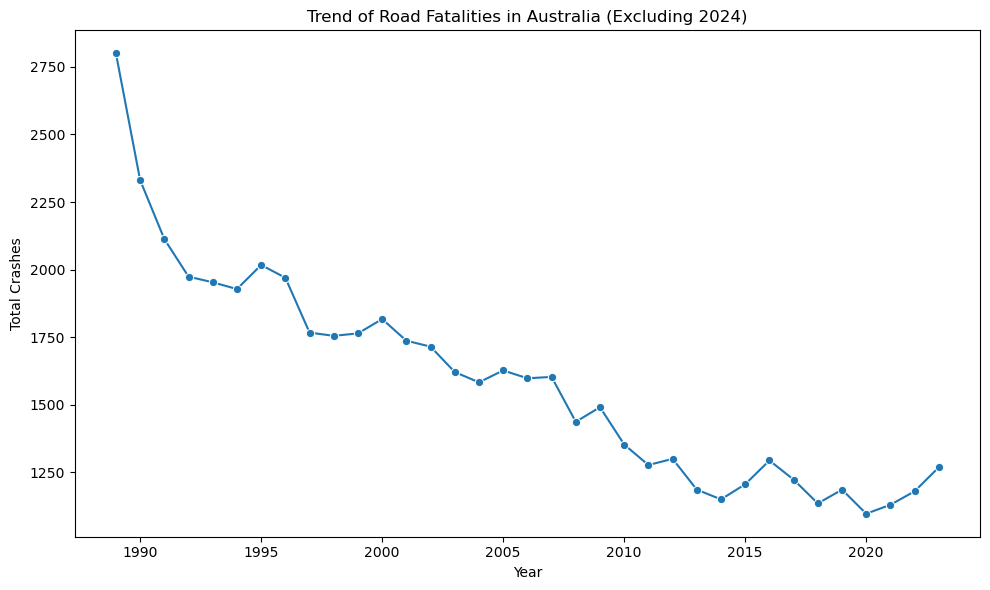 Trend of Road Fatalities in Australia (Excluding 2024)
2750
2500
2250
2000
1750
1500
1250
Total Crashes
1990 1995 2000 2005 2010 2015 2020
Year